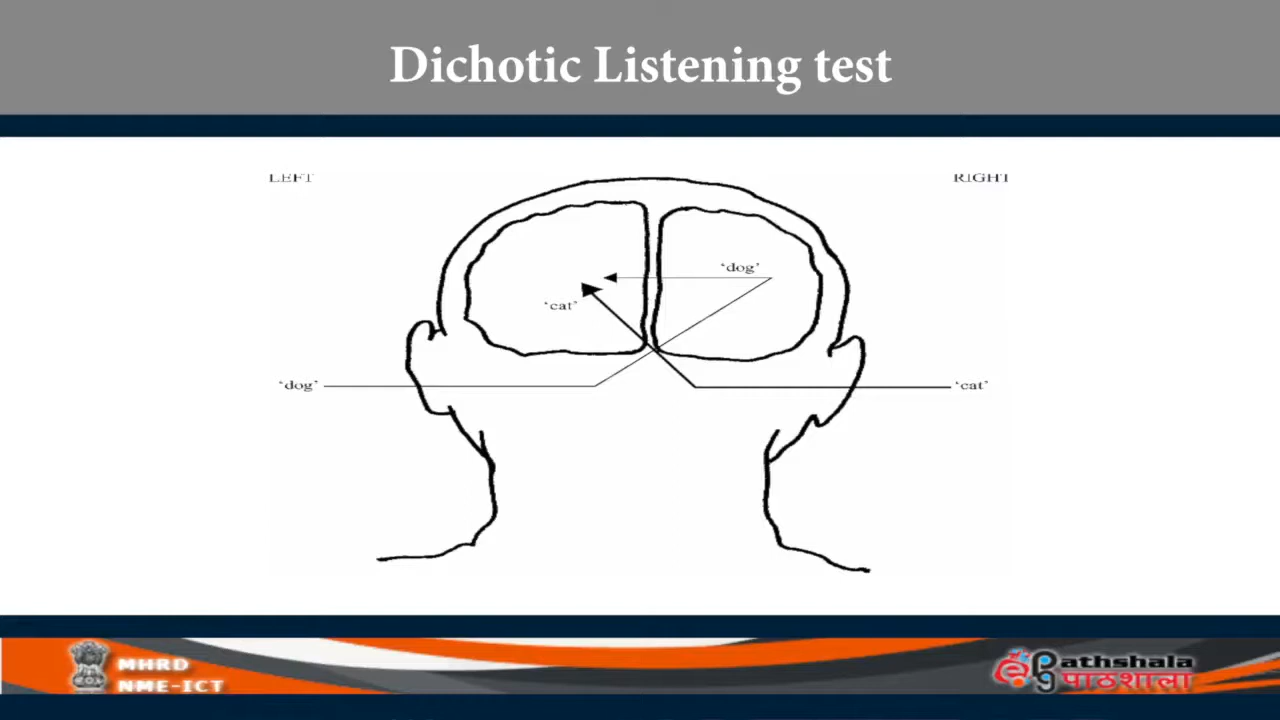 Dichotic Listening test
LEFT
RIGHT
‘dog’
‘cat’
‘dog’
‘cat’
MHRD
NME-ICT
epathshala
पाठशाला